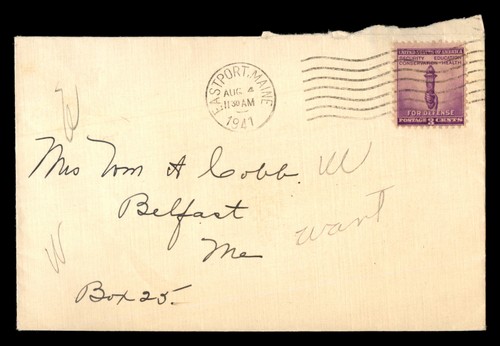 EASTPORT, MAINE
AUG 4
11 30 AM
1941
UNITED STATES OF AMERICA
SECURITY EDUCATION
CONSERVATION HEALTH
FOR DEFENSE
POSTAGE 3 CENTS
Mrs Tom A Cobb
Belfast
want
Me
Box 25